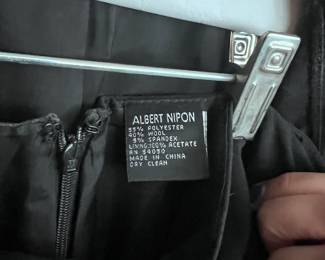 ALBERT NIPON
55% POLYESTER
40% WOOL
5% SPANDEX
LINING:100% ACETATE
RN 54050
MADE IN CHINA
DRY CLEAN